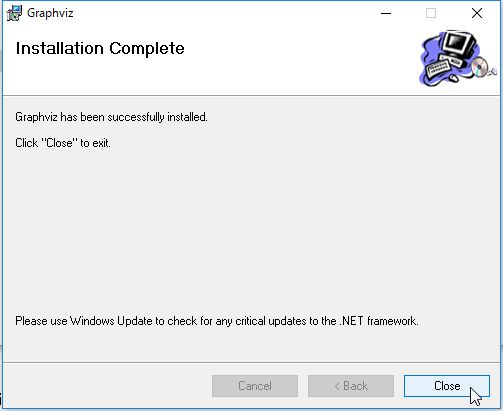 Graphviz
Installation Complete
Graphviz has been successfully installed.
Click "Close" to exit.
Please use Windows Update to check for any critical updates to the .NET framework.
Cancel
< Back
Close